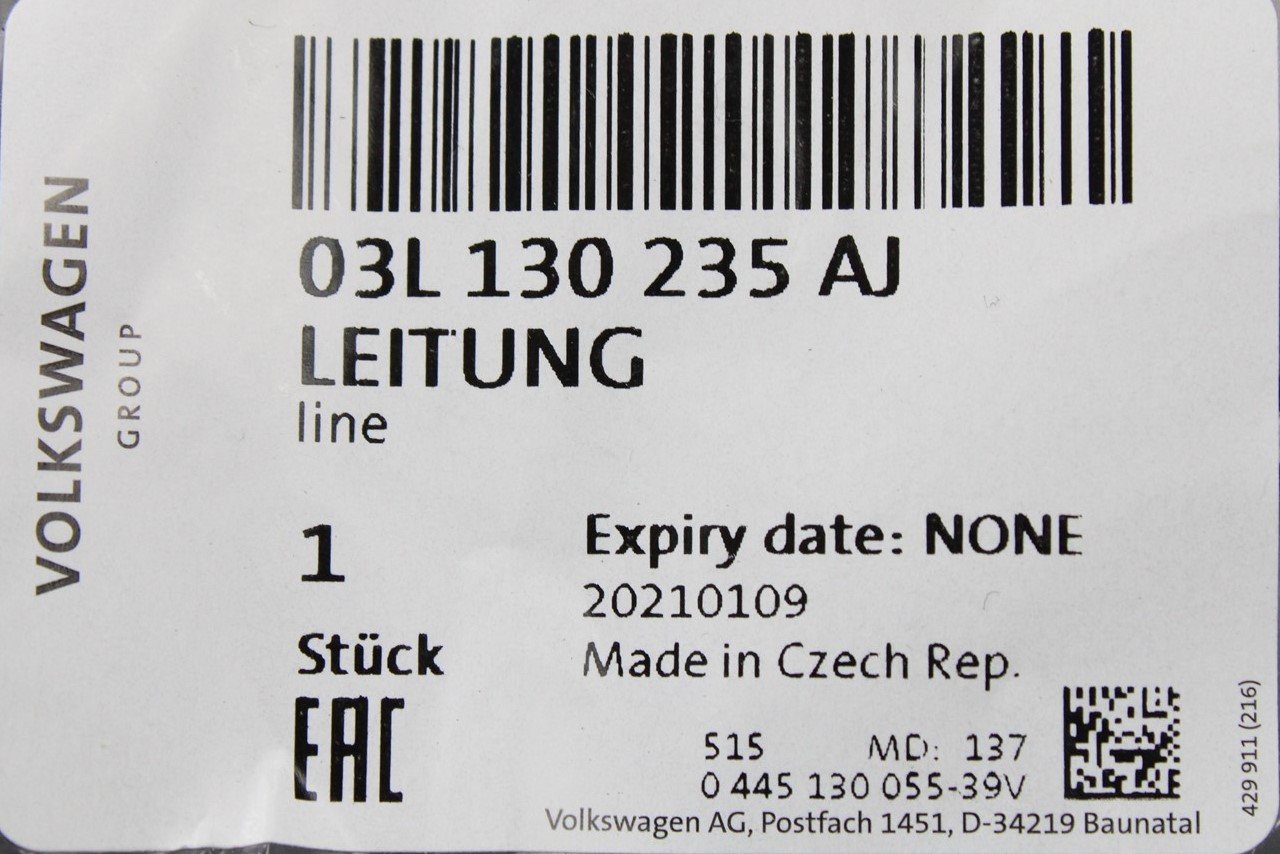 VOLKSWAGEN
GROUP
03L 130 235 AJ
LEITUNG
line
1
Stück
EAC
Expiry date: NONE
20210109
Made in Czech Rep.
515 MD: 137
0 445 130 055-39V
Volkswagen AG, Postfach 1451, D-34219 Baunatal
429 911 (216)